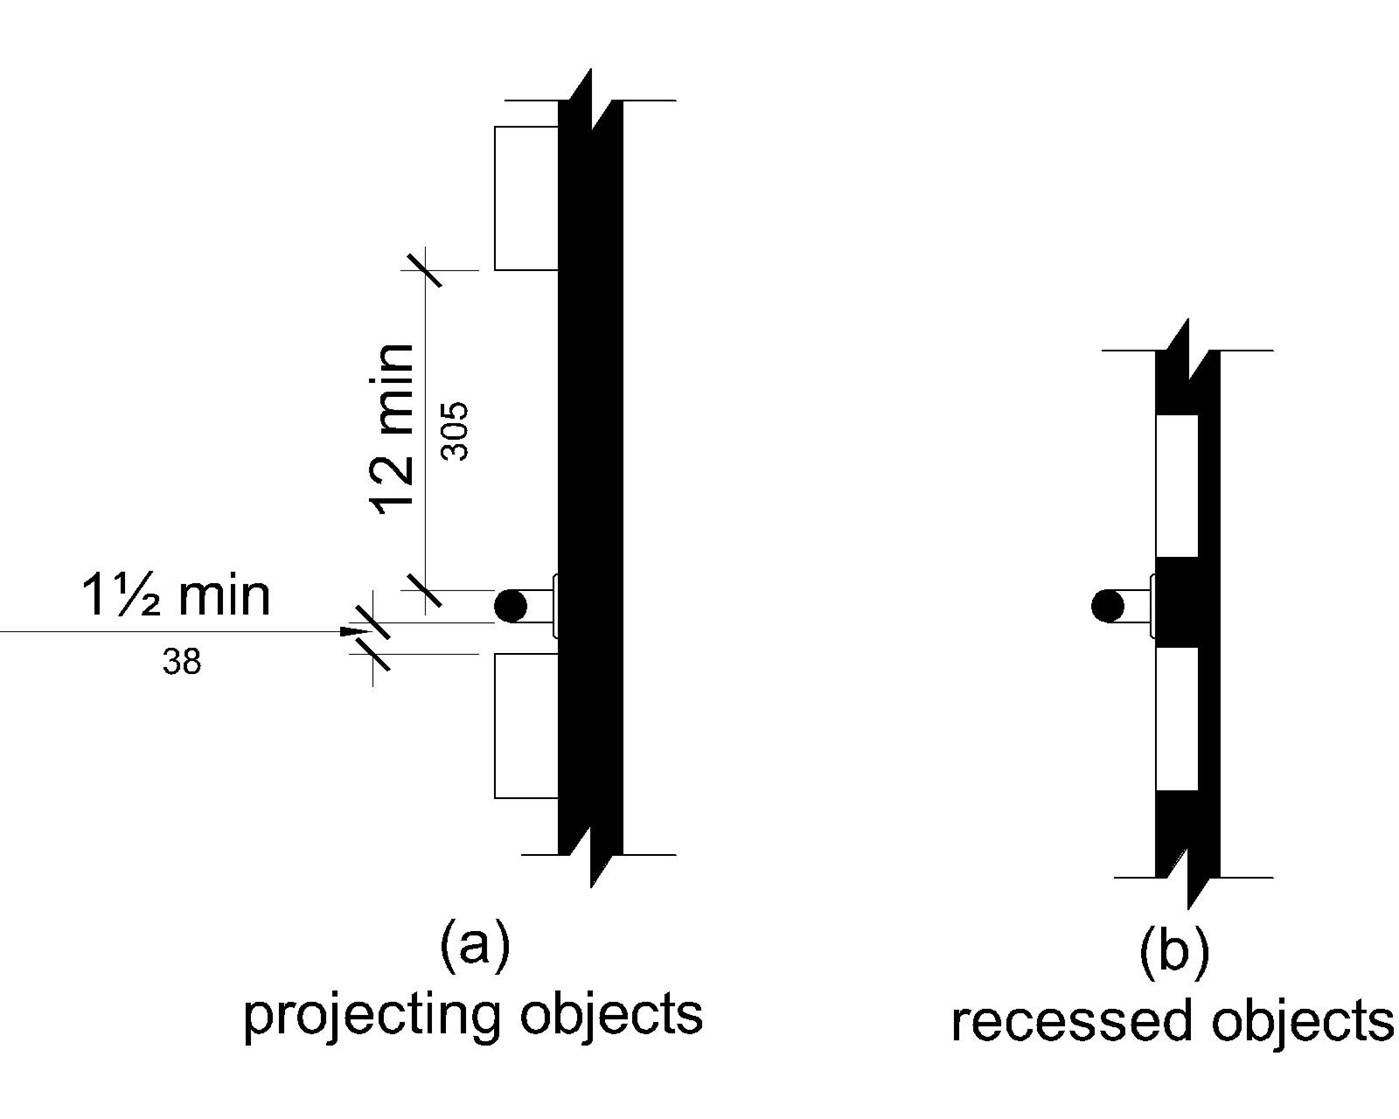 12 min
305
1½ min
38
(a)
projecting objects
(b)
recessed objects